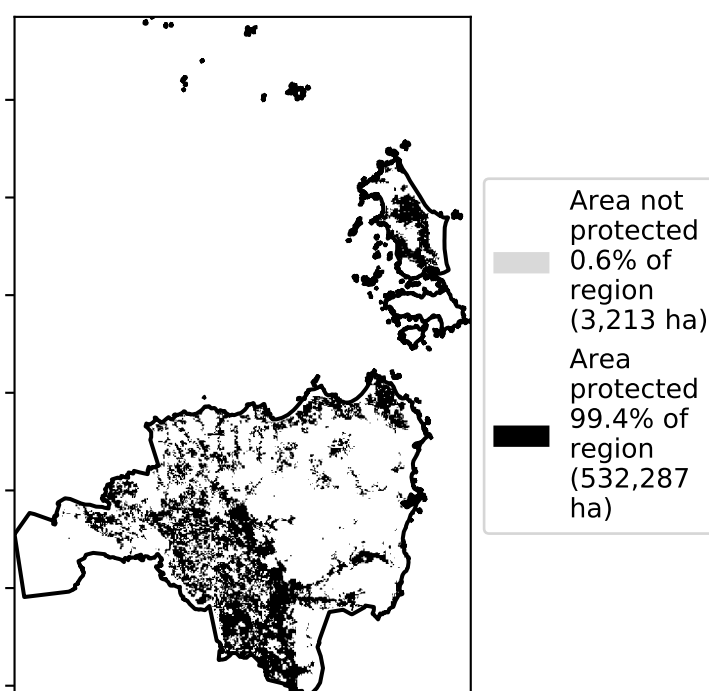 Area not
protected
0.6% of
region
(3,213 ha)
Area
protected
99.4% of
region
(532,287
ha)